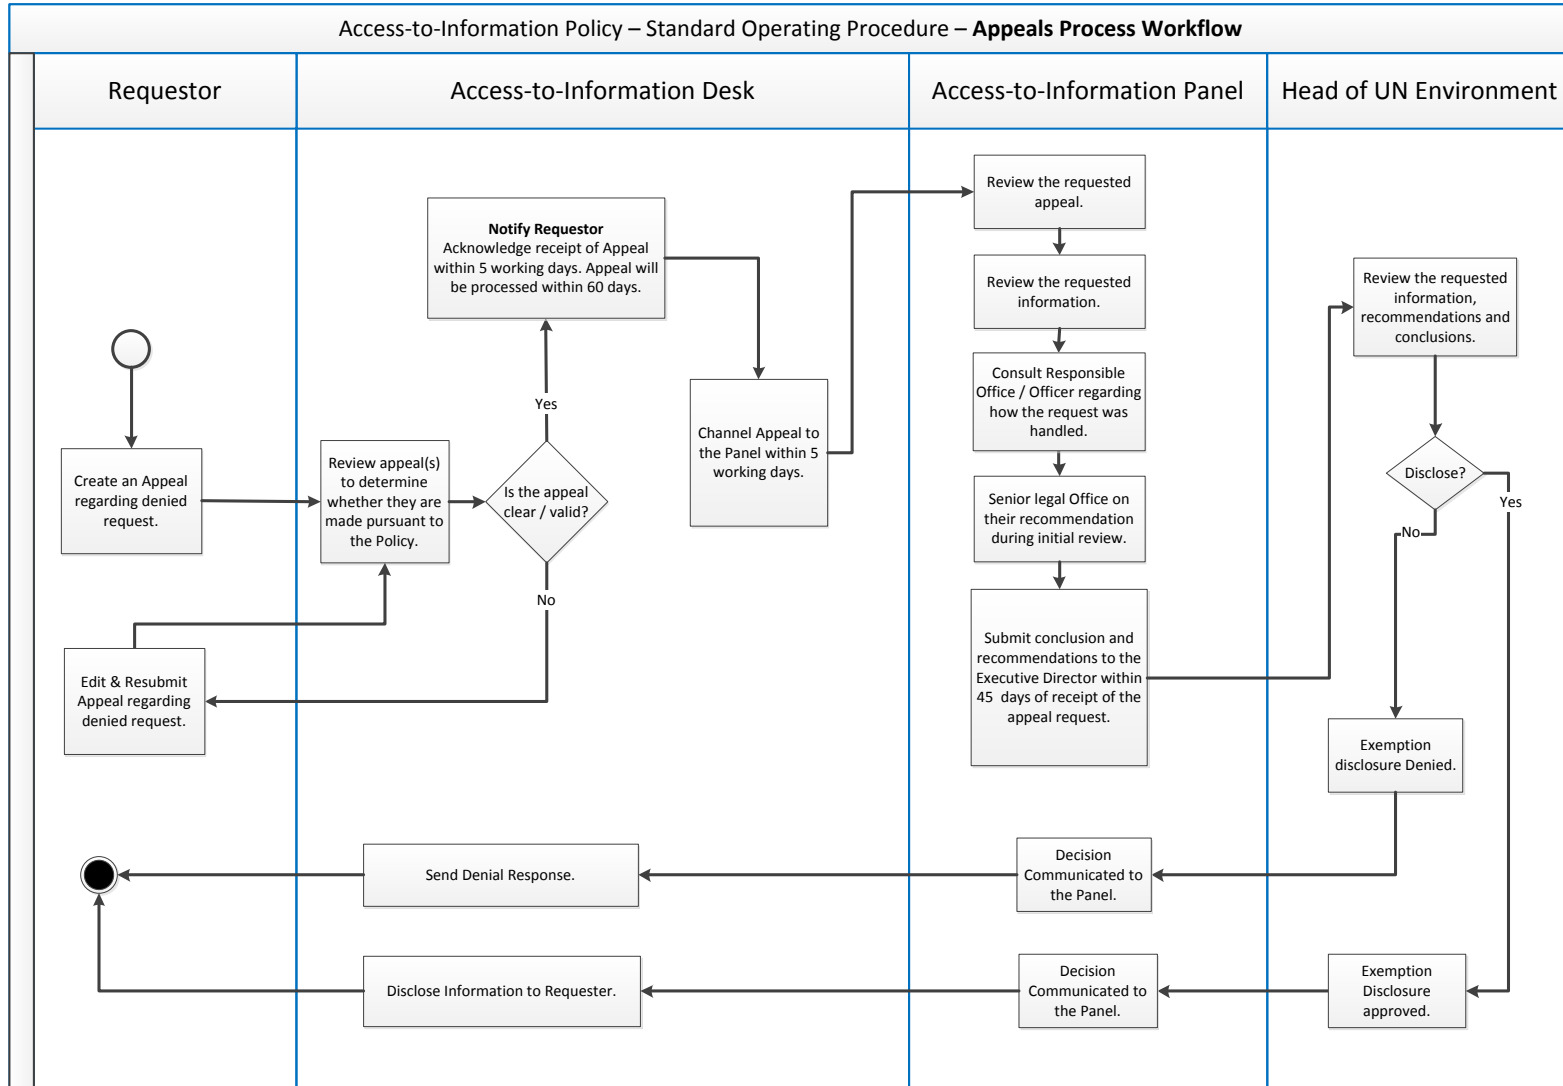 Access-to-Information Policy – Standard Operating Procedure – Appeals Process Workflow
Requestor
Access-to-Information Desk
Access-to-Information Panel
Head of UN Environment
Create an Appeal
regarding denied
request.
Edit & Resubmit
Appeal regarding
denied request.
Review appeal(s)
to determine
whether they are
made pursuant to
the Policy.
Is the appeal
clear / valid?
Yes
No
Notify Requestor
Acknowledge receipt of Appeal
within 5 working days. Appeal will
be processed within 60 days.
Channel Appeal to
the Panel within 5
working days.
Review the requested
appeal.
Review the requested
information.
Consult Responsible
Office / Officer regarding
how the request was
handled.
Senior legal Office on
their recommendation
during initial review.
Submit conclusion and
recommendations to the
Executive Director within
45 days of receipt of the
appeal request.
Review the requested
information,
recommendations and
conclusions.
Disclose?
Yes
No
Exemption
disclosure Denied.
Decision
Communicated to
the Panel.
Send Denial Response.
Exemption
Disclosure
approved.
Decision
Communicated to
the Panel.
Disclose Information to Requester.